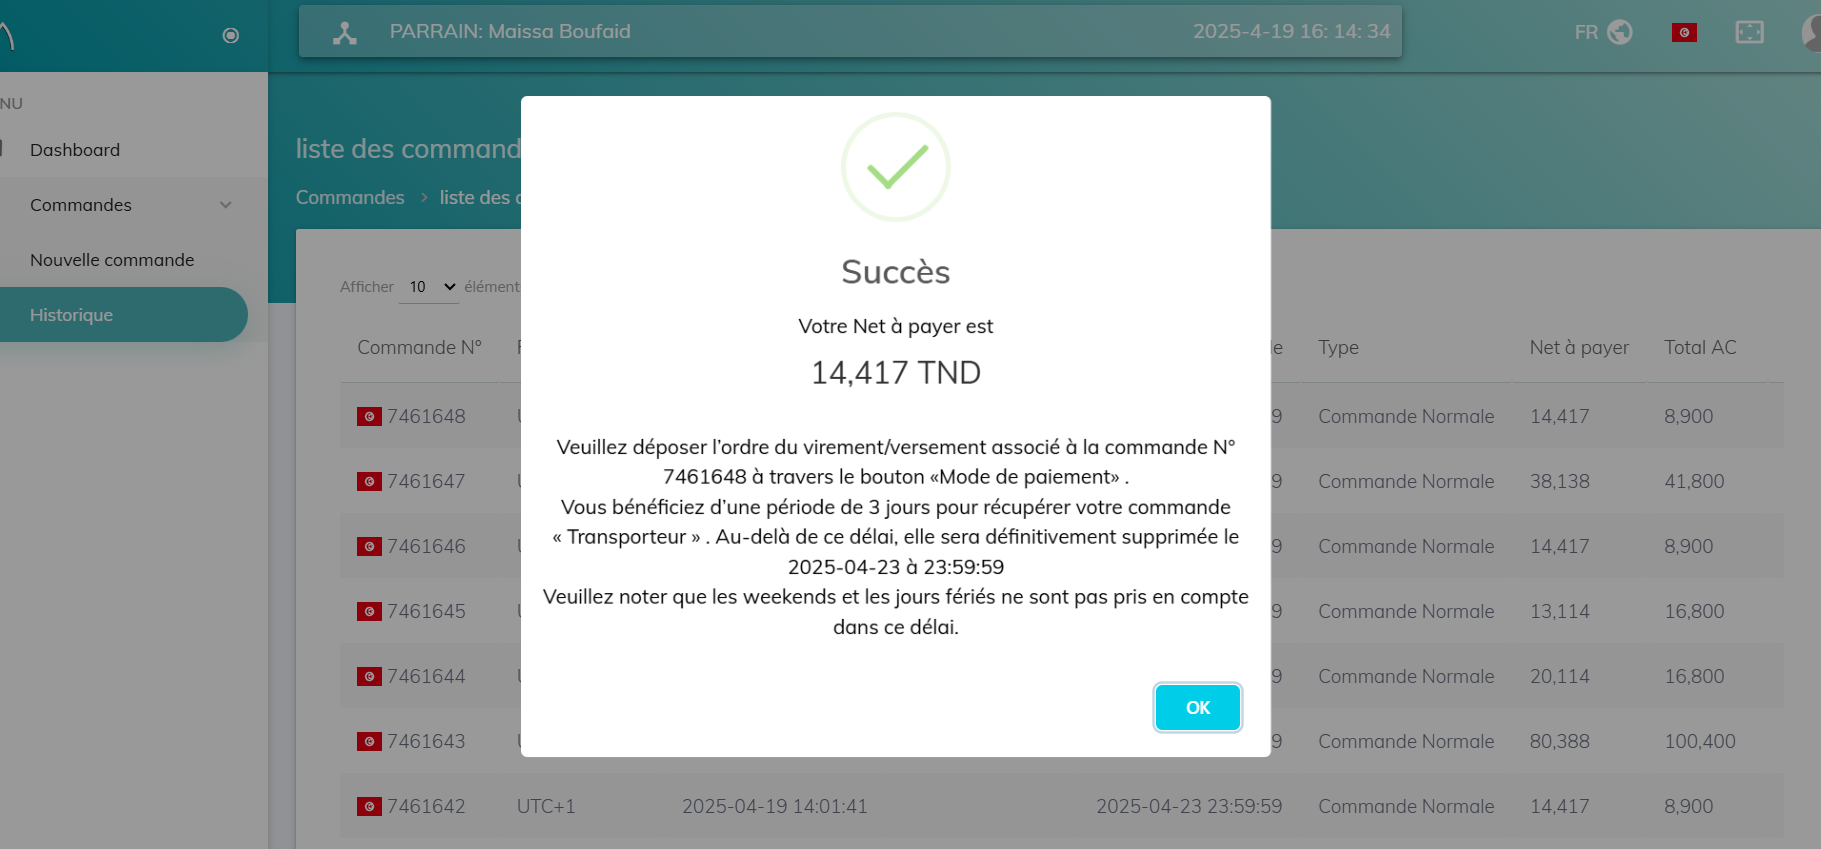 PARRAIN: Maissa Boufaid
2025-4-19 16: 14: 34
FR
NU
Dashboard
Commandes
Nouvelle commande
Historique
liste des command
Commandes > liste des
Afficher 10 élément
Succès
Votre Net à payer est
14,417 TND
Veuillez déposer l’ordre du virement/versement associé à la commande N°
7461648 à travers le bouton «Mode de paiement» .
Vous bénéficiez d’une période de 3 jours pour récupérer votre commande
« Transporteur » . Au-delà de ce délai, elle sera définitivement supprimée le
2025-04-23 à 23:59:59
Veuillez noter que les weekends et les jours fériés ne sont pas pris en compte
dans ce délai.
OK
Commande N° Type Net à payer Total AC
7461648 9 Commande Normale 14,417 8,900
7461647 9 Commande Normale 38,138 41,800
7461646 9 Commande Normale 14,417 8,900
7461645 9 Commande Normale 13,114 16,800
7461644 9 Commande Normale 20,114 16,800
7461643 9 Commande Normale 80,388 100,400
7461642 UTC+1 2025-04-19 14:01:41 2025-04-23 23:59:59 Commande Normale 14,417 8,900